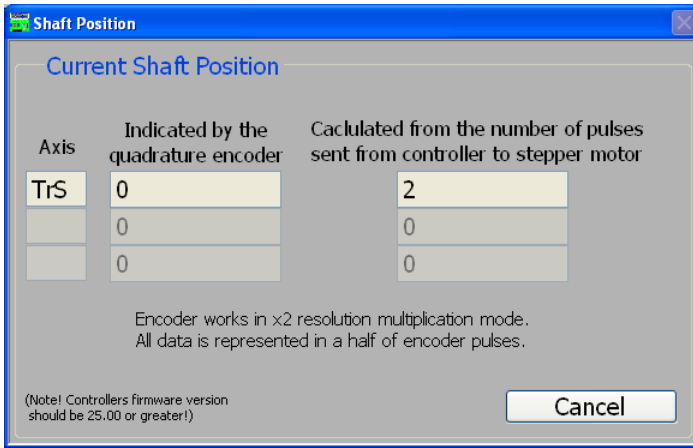 Shaft Position
Current Shaft Position
Axis
Indicated by the
quadrature encoder
Caclulated from the number of pulses
sent from controller to stepper motor
TrS 0 2
0 0
0 0
Encoder works in x2 resolution multiplication mode.
All data is represented in a half of encoder pulses.
(Note! Controllers firmware version
should be 25.00 or greater!)
Cancel